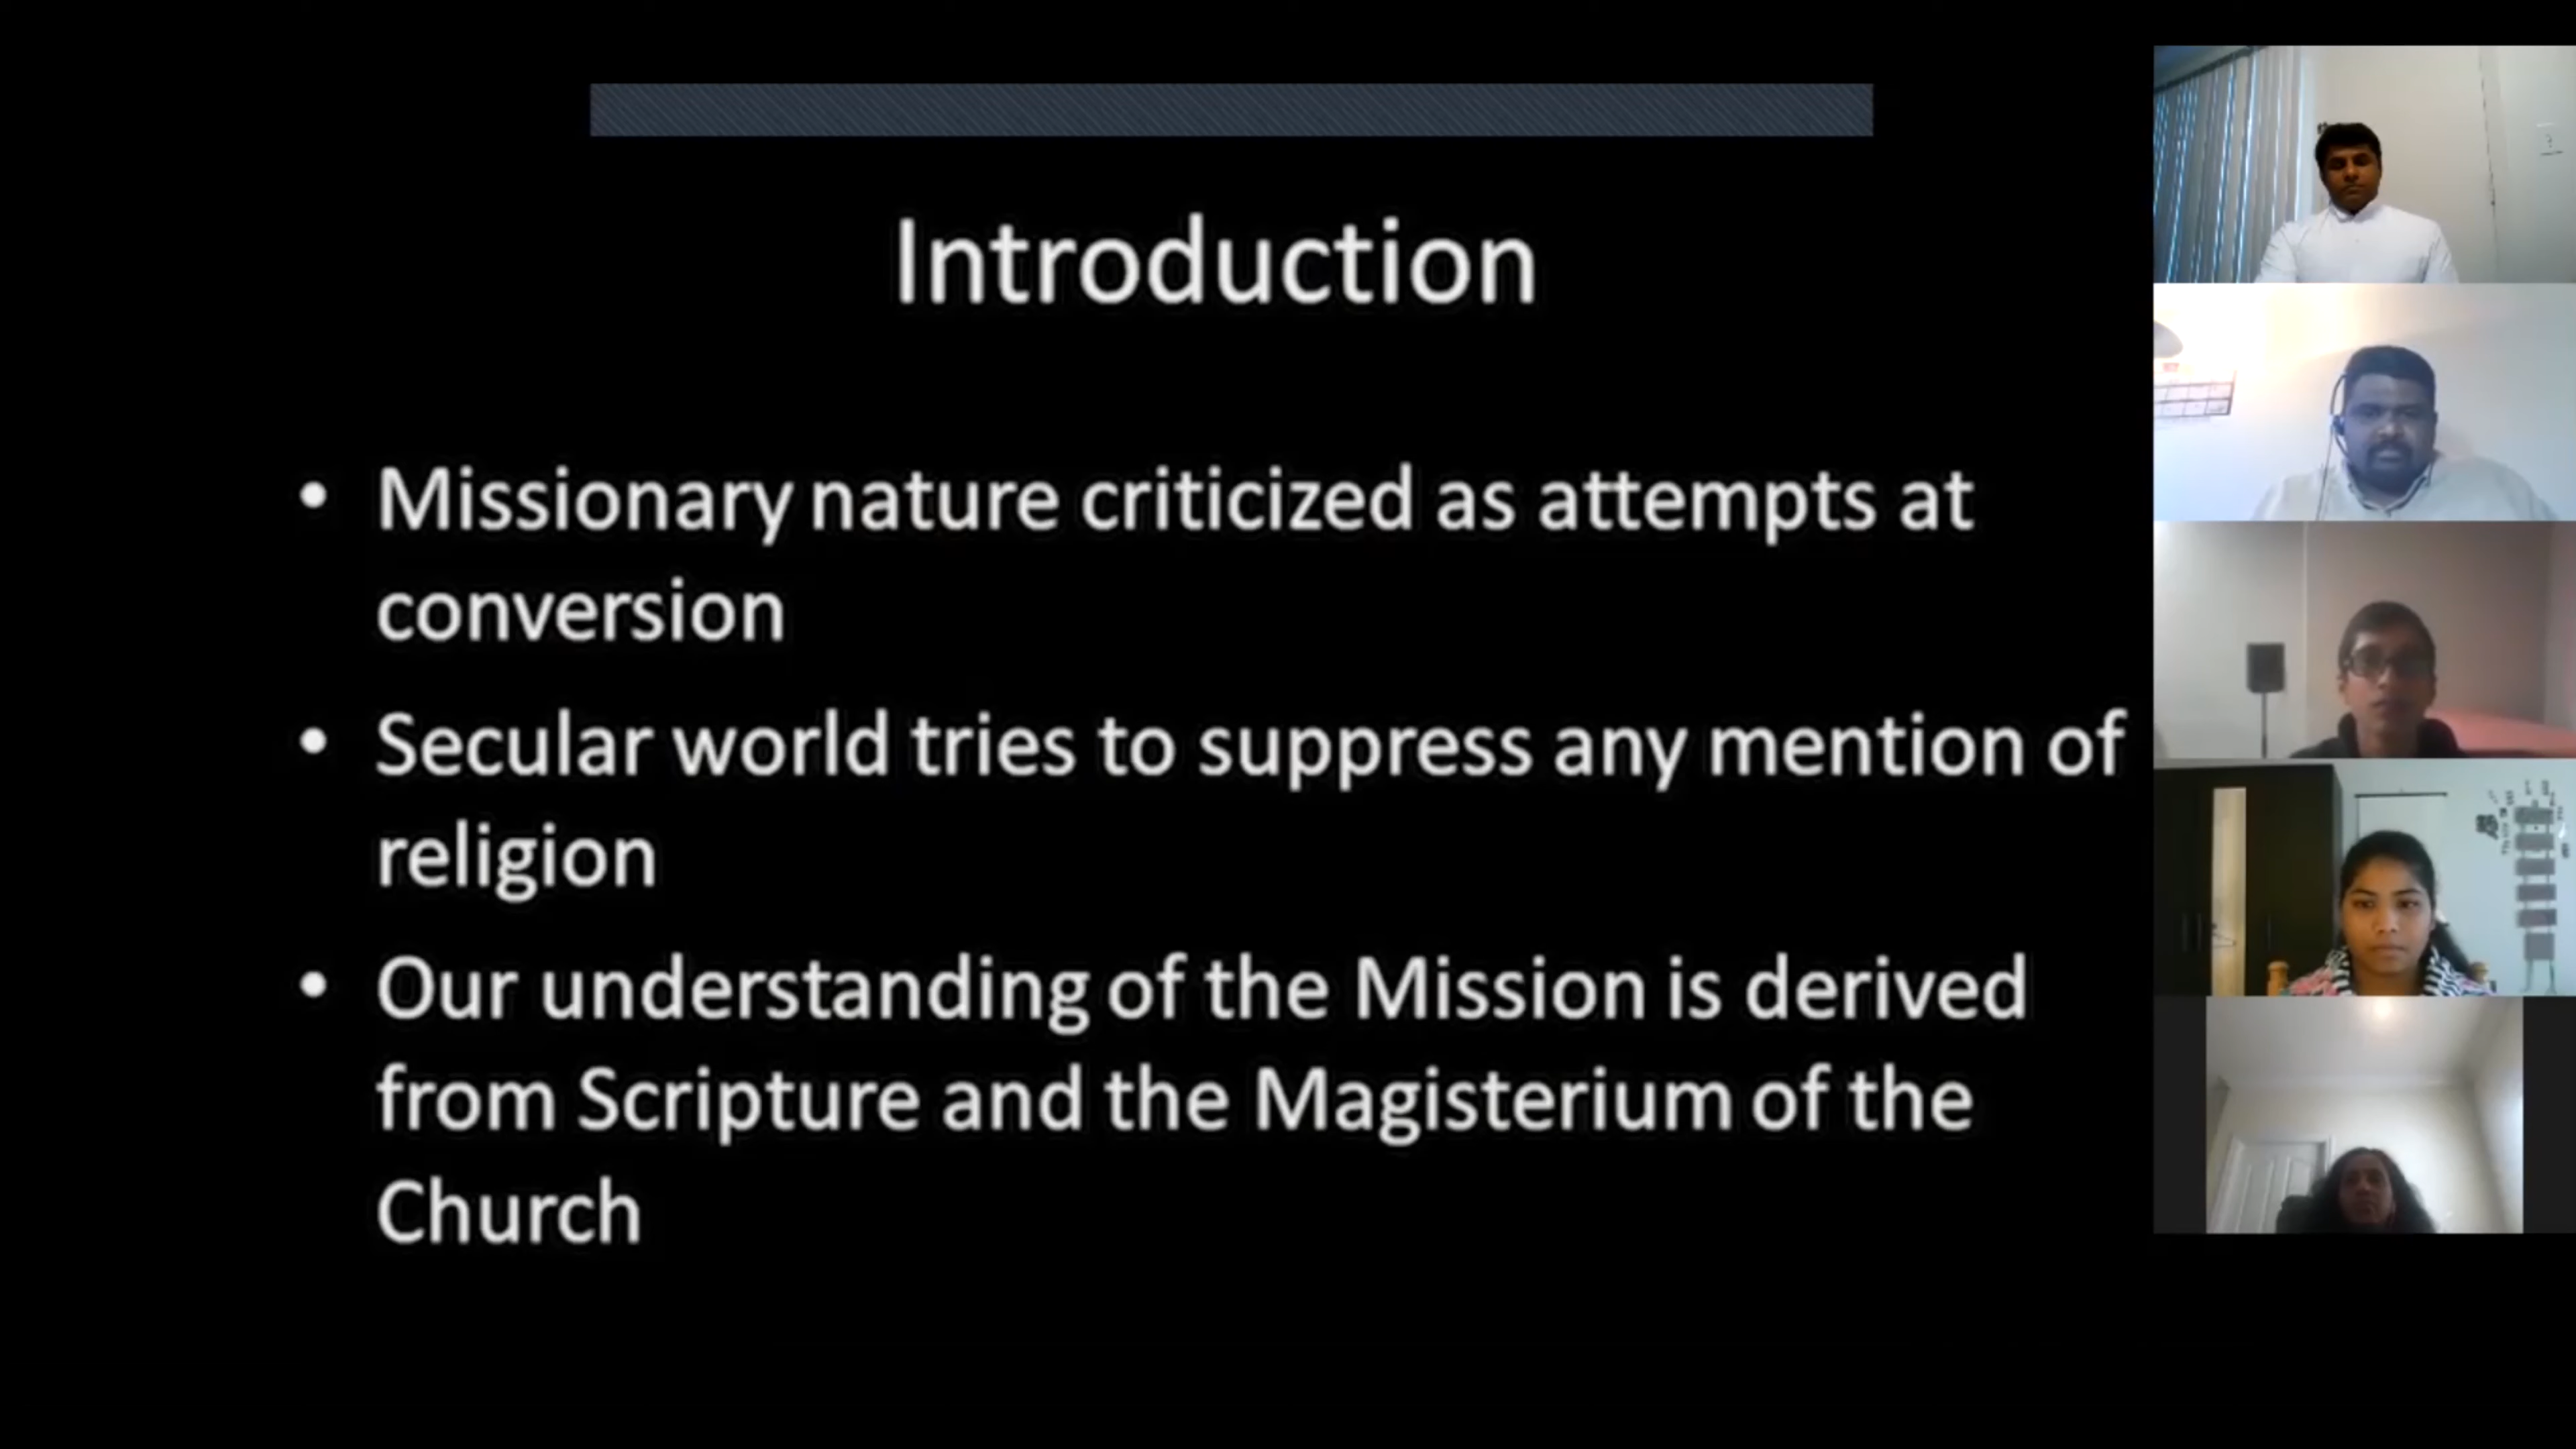 Introduction
• Missionary nature criticized as attempts at
conversion
• Secular world tries to suppress any mention of
religion
• Our understanding of the Mission is derived
from Scripture and the Magisterium of the
Church